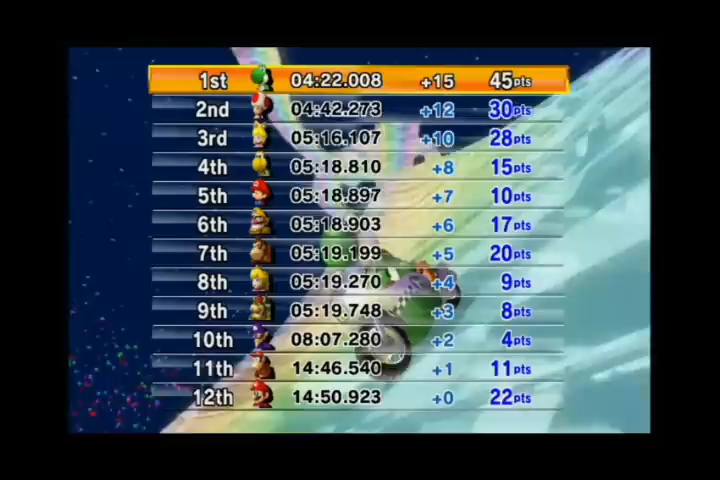 1st 04:22.008 +15 45pts
2nd 04:42.273 +12 30pts
3rd 05:16.107 +10 28pts
4th 05:18.810 +8 15pts
5th 05:18.897 +7 10pts
6th 05:18.903 +6 17pts
7th 05:19.199 +5 20pts
8th 05:19.270 +4 9pts
9th 05:19.748 +3 8pts
10th 08:07.280 +2 4pts
11th 14:46.540 +1 11pts
12th 14:50.923 +0 22pts